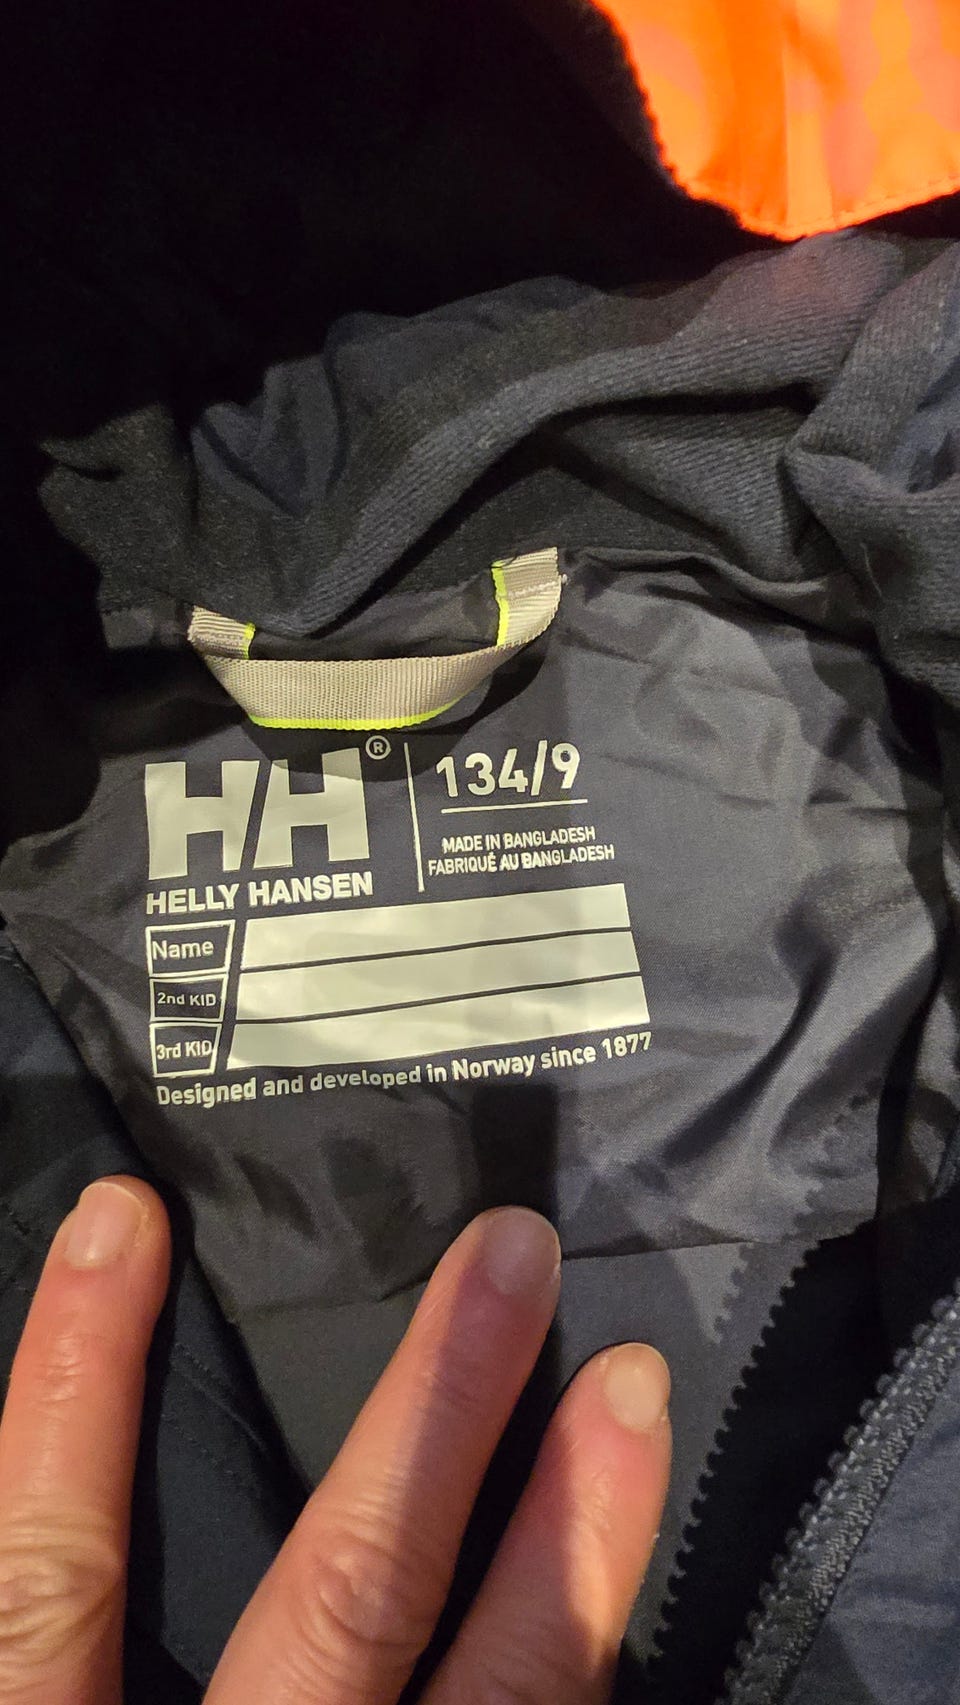 HH®
HELLY HANSEN
134/9
MADE IN BANGLADESH
FABRIQUÉ AU BANGLADESH
Name
2nd KID
3rd KID
Designed and developed in Norway since 1877